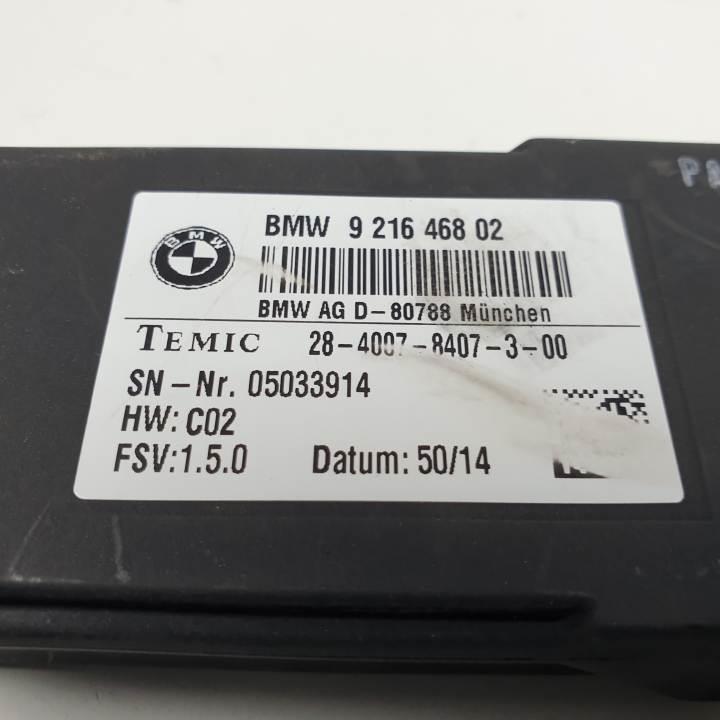 BMW 9 216 468 02
BMW
BMW AG D-80788 München
TEMIC 28-4007-8407-3-00
SN-Nr. 05033914
HW: C02
FSV:1.5.0 Datum: 50/14